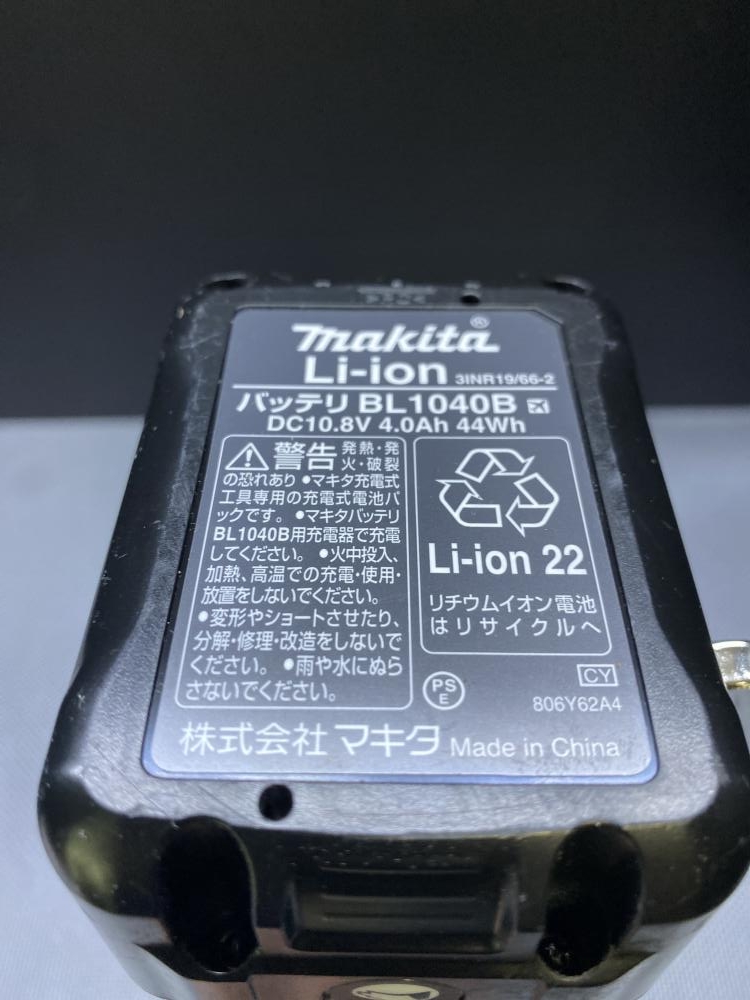 makita®
Li-ion 3INR19/66-2
バッテリ BL1040B
DC10.8V 4.0Ah 44Wh
警告 発熱・発
火・破裂
の恐れあり ●マキタ充電式
工具専用の充電式電池パ
ックです。 ●マキタバッテリ
BL1040B用充電器で充電
してください。 ●火中投入、
加熱、高温での充電・使用・
放置をしないでください。
●変形やショートさせたり、
分解・修理・改造をしないで
ください。 ●雨や水にぬら
さないでください。
Li-ion 22
リチウムイオン電池
はリサイクルへ
PS
E
CY
806Y62A4
株式会社 マキタ Made in China